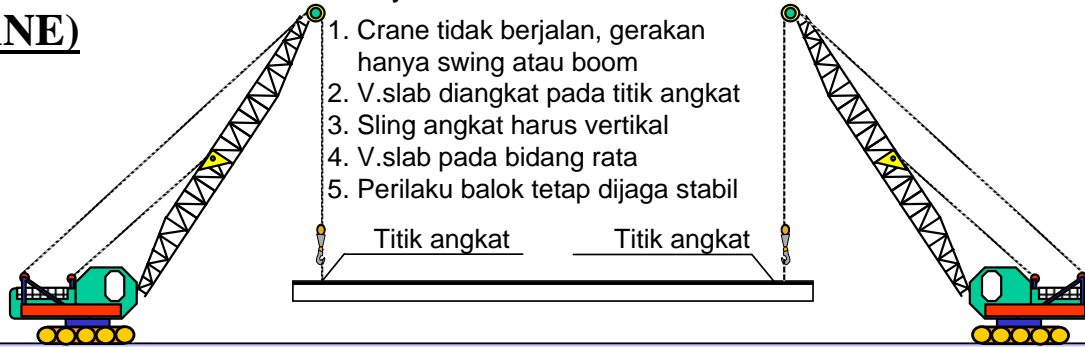 NE)
1. Crane tidak berjalan, gerakan
hanya swing atau boom
2. V.slab diangkat pada titik angkat
3. Sling angkat harus vertikal
4. V.slab pada bidang rata
5. Perilaku balok tetap dijaga stabil
Titik angkat
Titik angkat